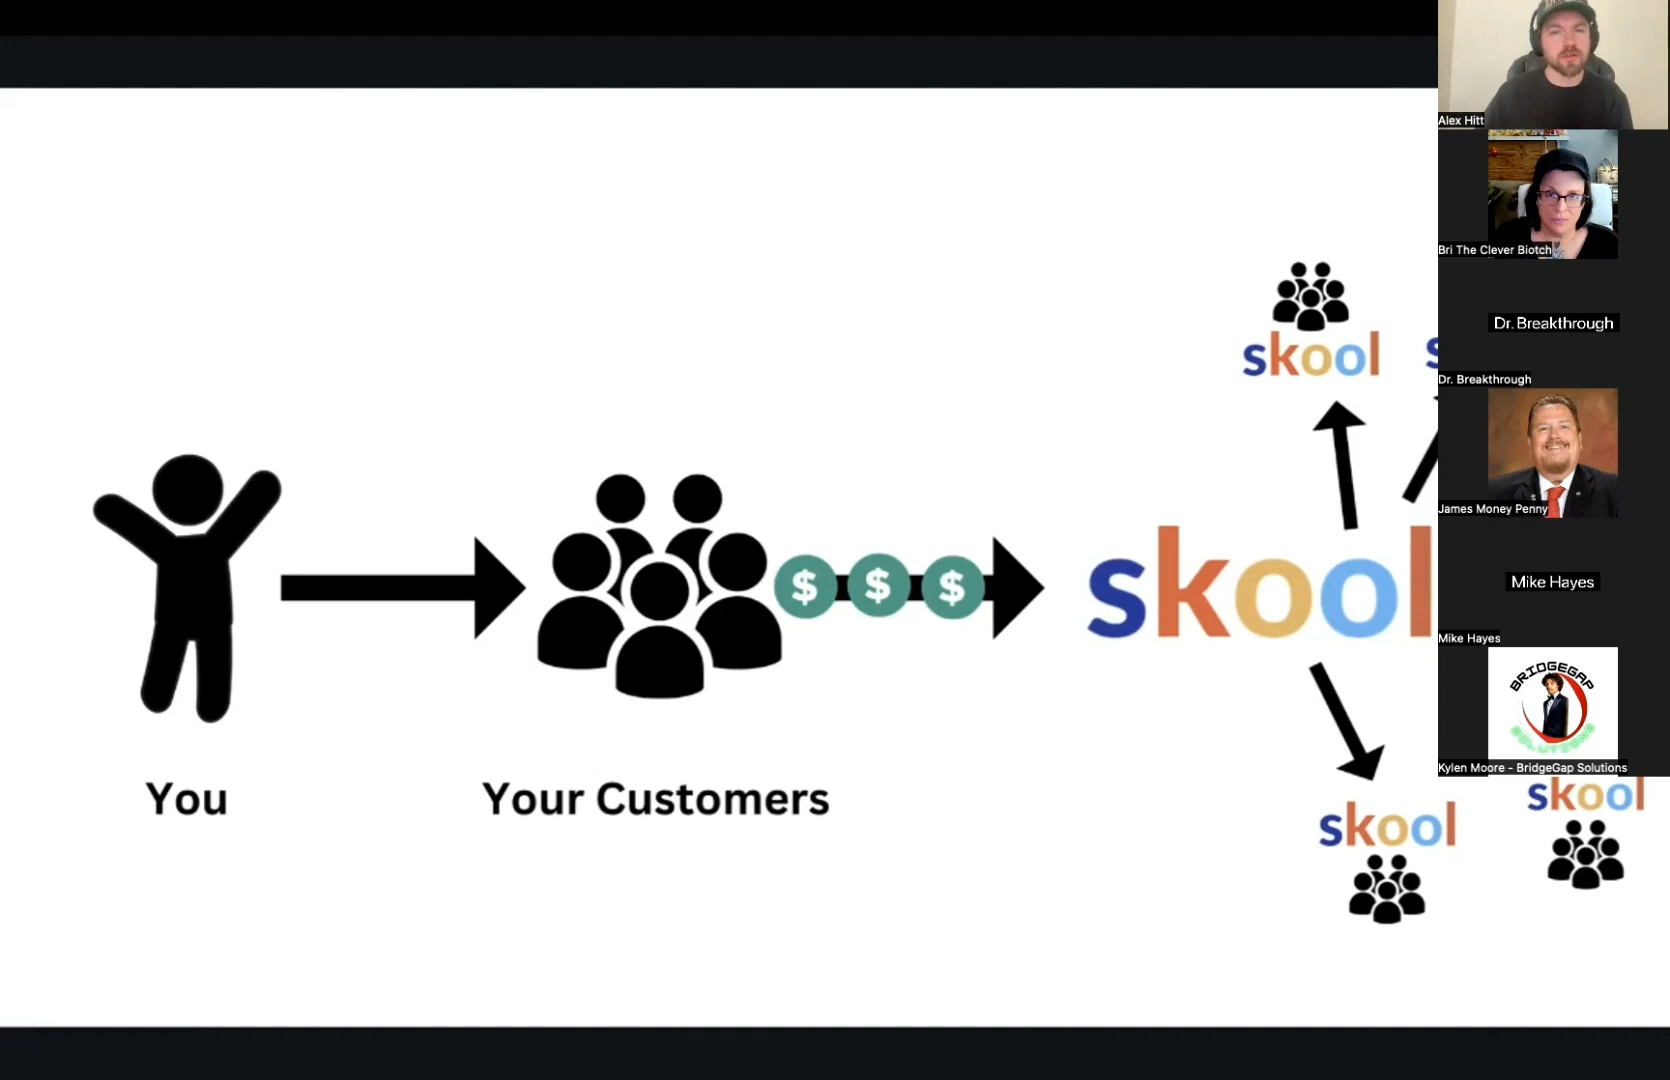 Alex Hitt
Bri The Clever Biotch
Dr. Breakthrough
Dr. Breakthrough
James Money Penny
Mike Hayes
Mike Hayes
BRIDGEGAP
SOLUTIONS
Kylen Moore - BridgeGap Solutions
skool
s
$ $ $
skool
You
Your Customers
skool
skool